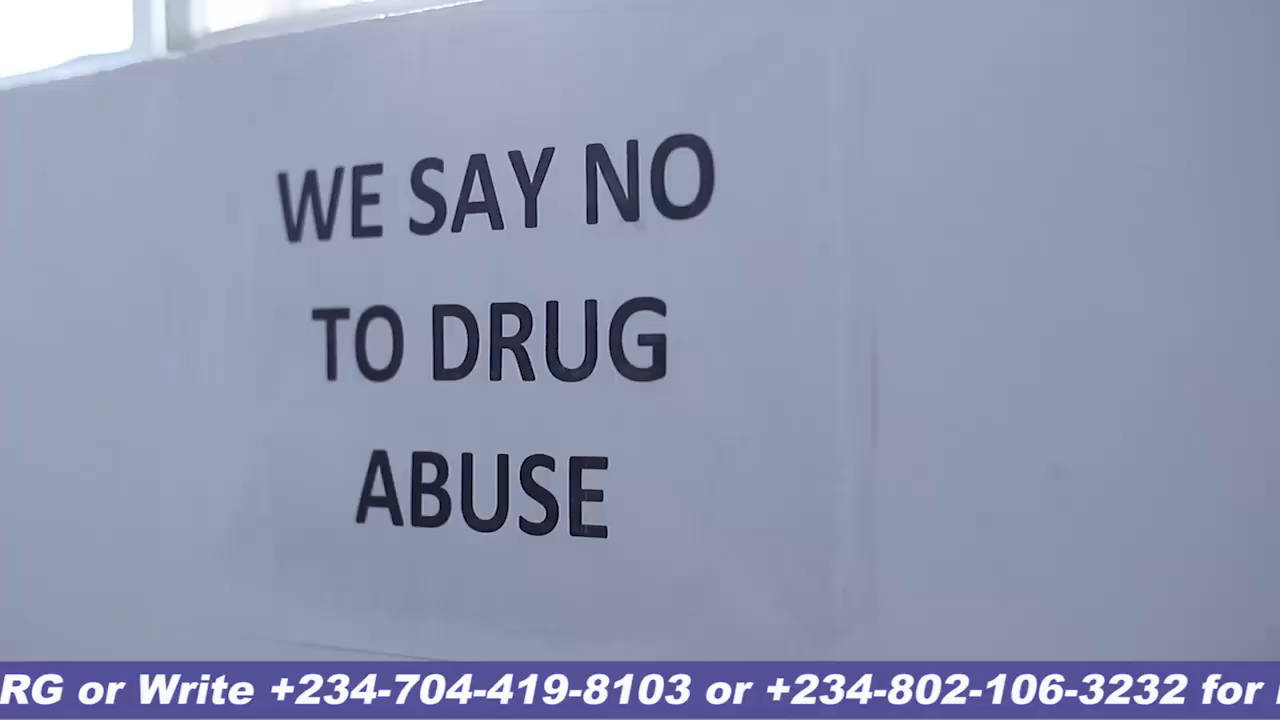 WE SAY NO
TO DRUG
ABUSE
RG or Write +234-704-419-8103 or +234-802-106-3232 for